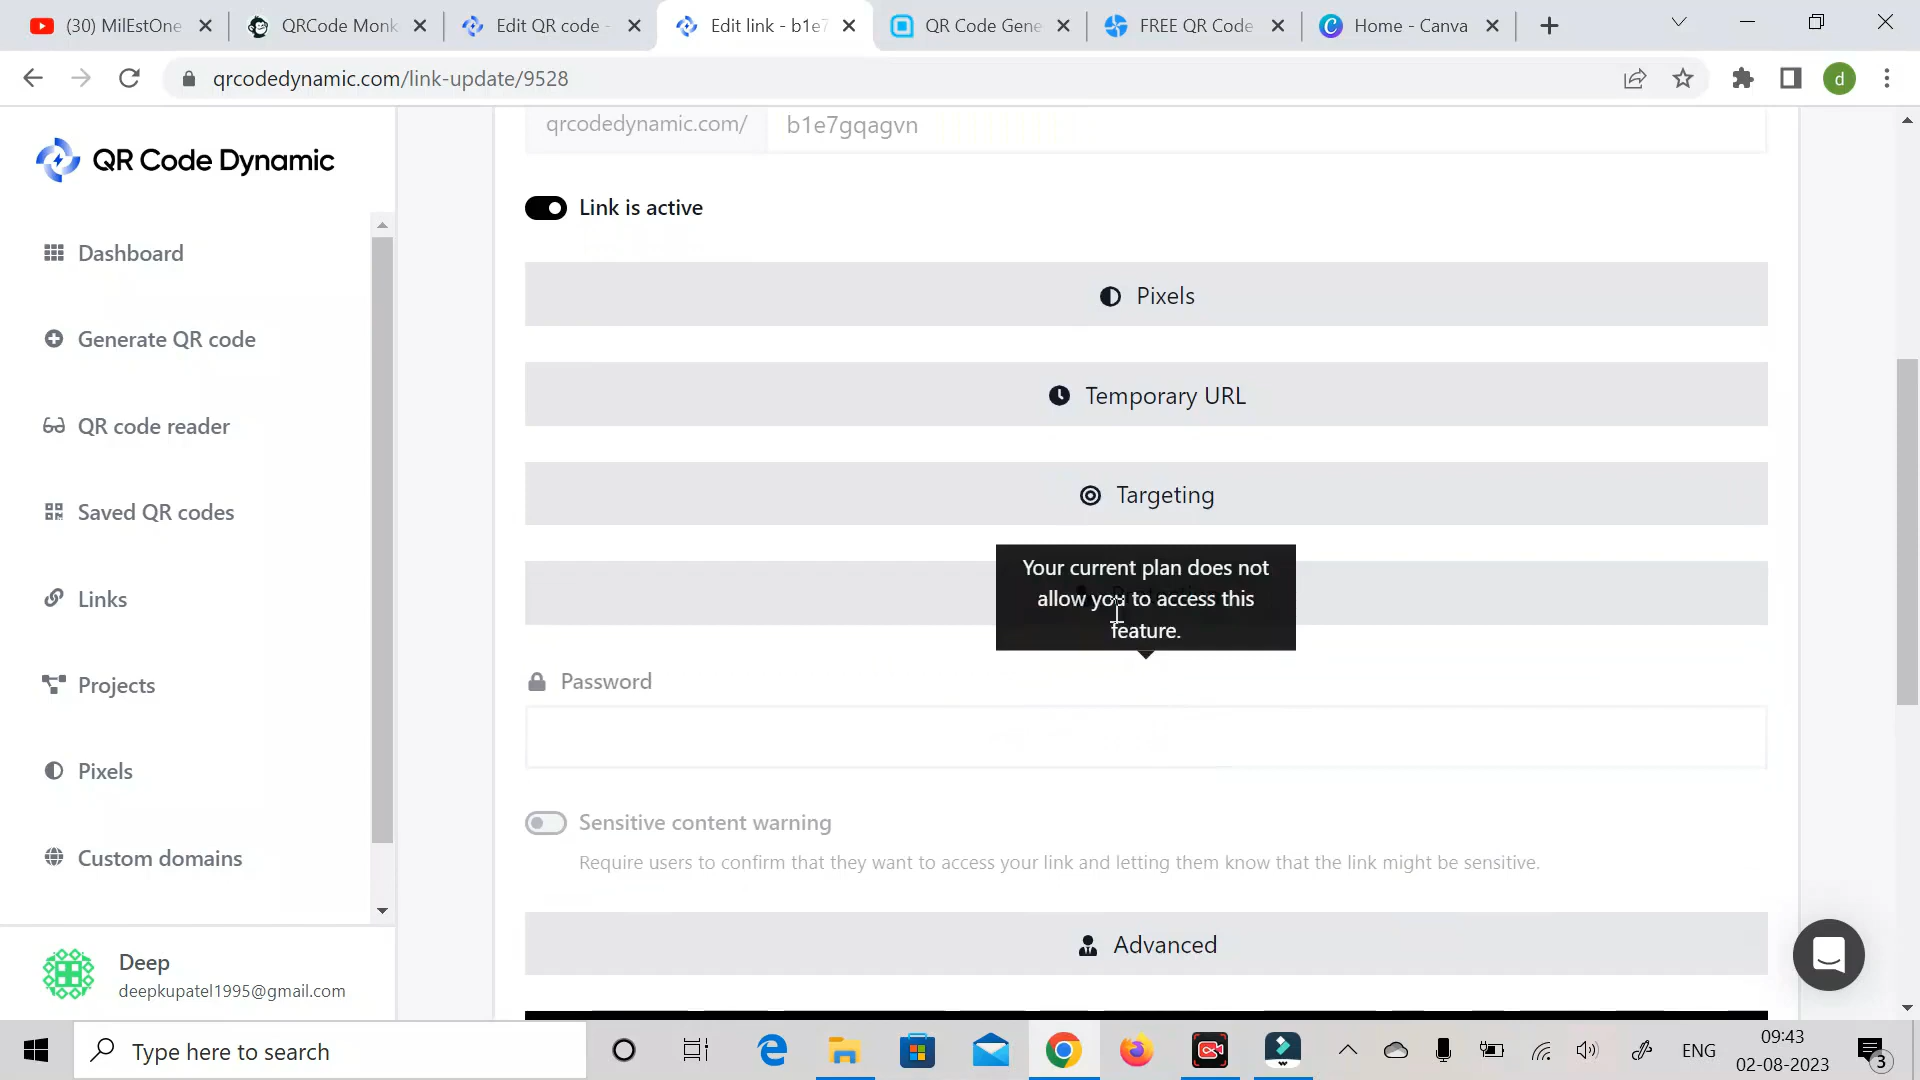 (30) MilEstOne
QRCode Monk
Edit QR code -
Edit link - b1e7
QR Code Gene
FREE QR Code
Home - Canva
qrcodedynamic.com/link-update/9528
d
QR Code Dynamic
Dashboard
Generate QR code
QR code reader
Saved QR codes
Links
Projects
Pixels
Custom domains
Deep
deepkupatel1995@gmail.com
qrcodedynamic.com/ b1e7gqagvn
Link is active
Pixels
Temporary URL
Targeting
Your current plan does not
allow you to access this
feature.
Password
Sensitive content warning
Require users to confirm that they want to access your link and letting them know that the link might be sensitive.
Advanced
Type here to search
ENG
09:43
02-08-2023
3